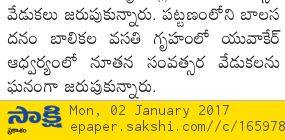 వేడుకలు జరుపుకున్నారు. పట్టణంలోని బాలస
దనం బాలికల వసతి గృహంలో యువాకేర్
ఆధ్వర్యంలో నూతన సంవత్సర వేడుకలను
ఘనంగా జరుపుకున్నారు.
సాక్షి Mon, 02 January 2017
ప్రకాశం epaper.sakshi.com//c/165978